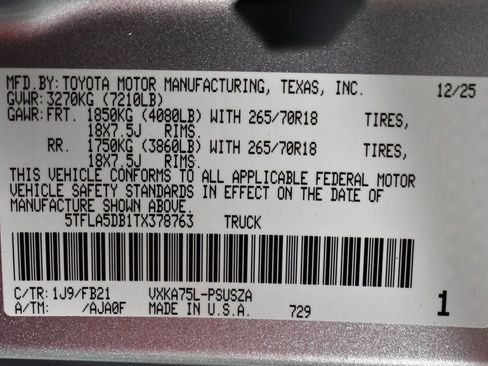 MFD.BY:TOYOTA MOTOR MANUFACTURING, TEXAS, INC. 12/25
GVWR:3270KG (7210LB)
GAWR:FRT. 1850KG (4080LB) WITH 265/70R18 TIRES,
18X7.5J RIMS.
RR. 1750KG (3860LB) WITH 265/70R18 TIRES,
18X7.5J RIMS.
THIS VEHICLE CONFORMS TO ALL APPLICABLE FEDERAL MOTOR
VEHICLE SAFETY STANDARDS IN EFFECT ON THE DATE OF
MANUFACTURE SHOWN ABOVE.
5TFLA5DB1TX378763 TRUCK
C/TR:1J9/FB21 VXKA75L-PSUSZA
A/TM: /AJA0F MADE IN U.S.A. 729 1